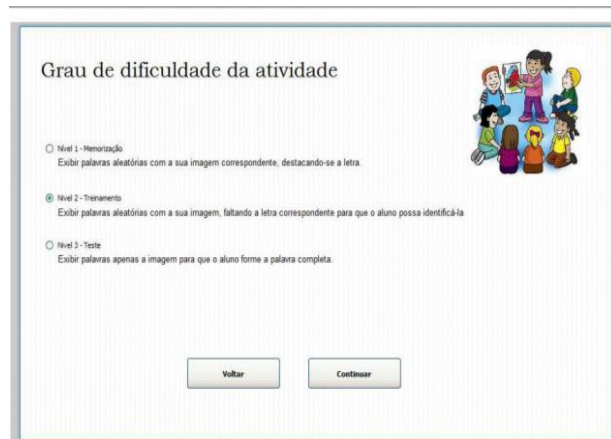 Grau de dificuldade da atividade
Nível 1 - Memorização
Exibir palavras aleatórias com a sua imagem correspondente, destacando-se a letra.
Nível 2 - Treinamento
Exibir palavras aleatórias com a sua imagem, faltando a letra correspondente para que o aluno possa identificá-la
Nível 3 - Teste
Exibir palavras apenas a imagem para que o aluno forme a palavra completa.
Voltar
Continuar